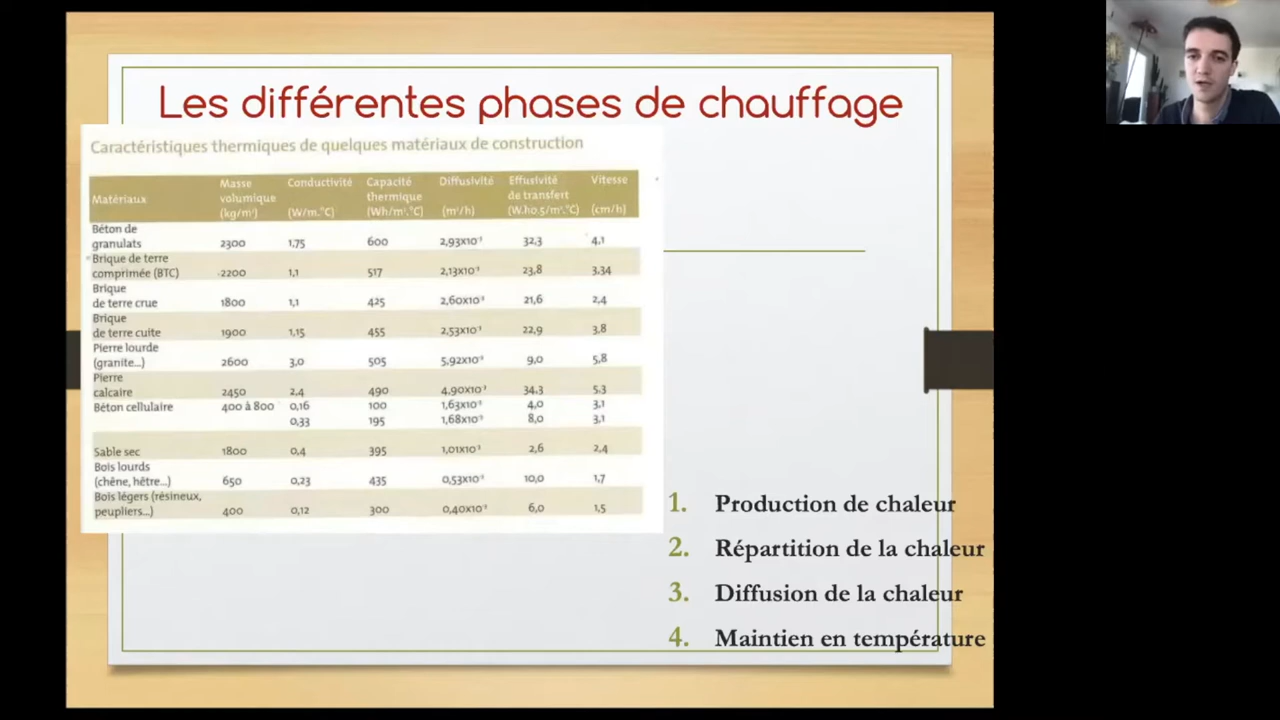 Les différentes phases de chauffage
Caractéristiques thermiques de quelques matériaux de construction
Matériaux Masse volumique (kg/m³) Conductivité (W/m.°C) Capacité thermique (Wh/m³.°C) Diffusivité (m²/h) Effusivité de transfert (W.h0.5/m².°C) Vitesse (cm/h)
Béton de
granulats 2300 1,75 600 2,93x10⁻³ 32,3 4,1
Brique de terre
comprimée (BTC) 2200 1,1 517 2,13x10⁻³ 23,8 3,34
Brique
de terre crue 1800 1,1 425 2,60x10⁻³ 21,6 2,4
Brique
de terre cuite 1900 1,15 455 2,53x10⁻³ 22,9 3,8
Pierre lourde
(granite...) 2600 3,0 505 5,92x10⁻³ 9,0 5,8
Pierre
calcaire 2450 2,4 490 4,90x10⁻³ 34,3 5,3
Béton cellulaire 400 à 800 0,16 100 1,63x10⁻³ 4,0 3,1
0,33 195 1,68x10⁻³ 8,0 3,1
Sable sec 1800 0,4 395 1,01x10⁻³ 2,6 2,4
Bois lourds
(chêne, hêtre...) 650 0,23 435 0,53x10⁻³ 10,0 1,7
Bois légers (résineux,
peupliers...) 400 0,12 300 0,40x10⁻³ 6,0 1,5
1. Production de chaleur
2. Répartition de la chaleur
3. Diffusion de la chaleur
4. Maintien en température